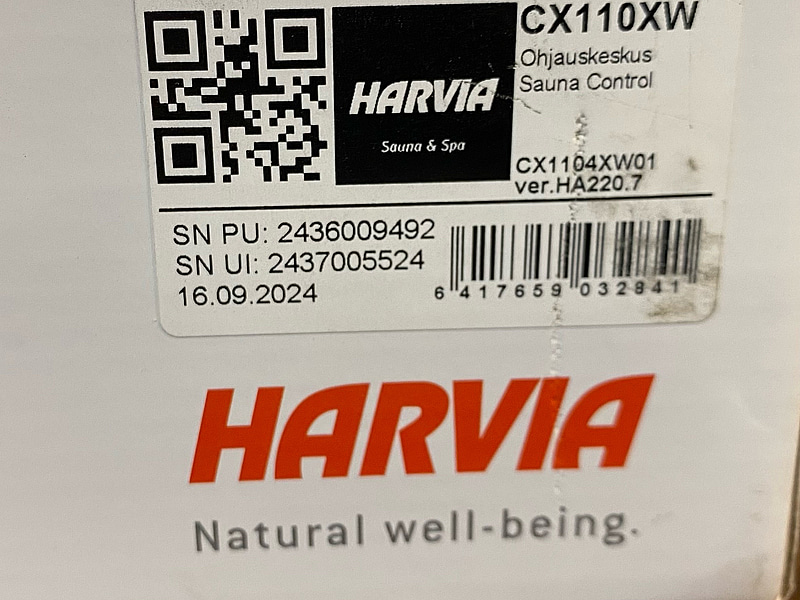 CX110XW
Ohjauskeskus
Sauna Control
HARVIA
Sauna & Spa
CX1104XW01
ver.HA220.7
SN PU: 2436009492
SN UI: 2437005524
16.09.2024
6 417659 032841
HARVIA
Natural well-being.